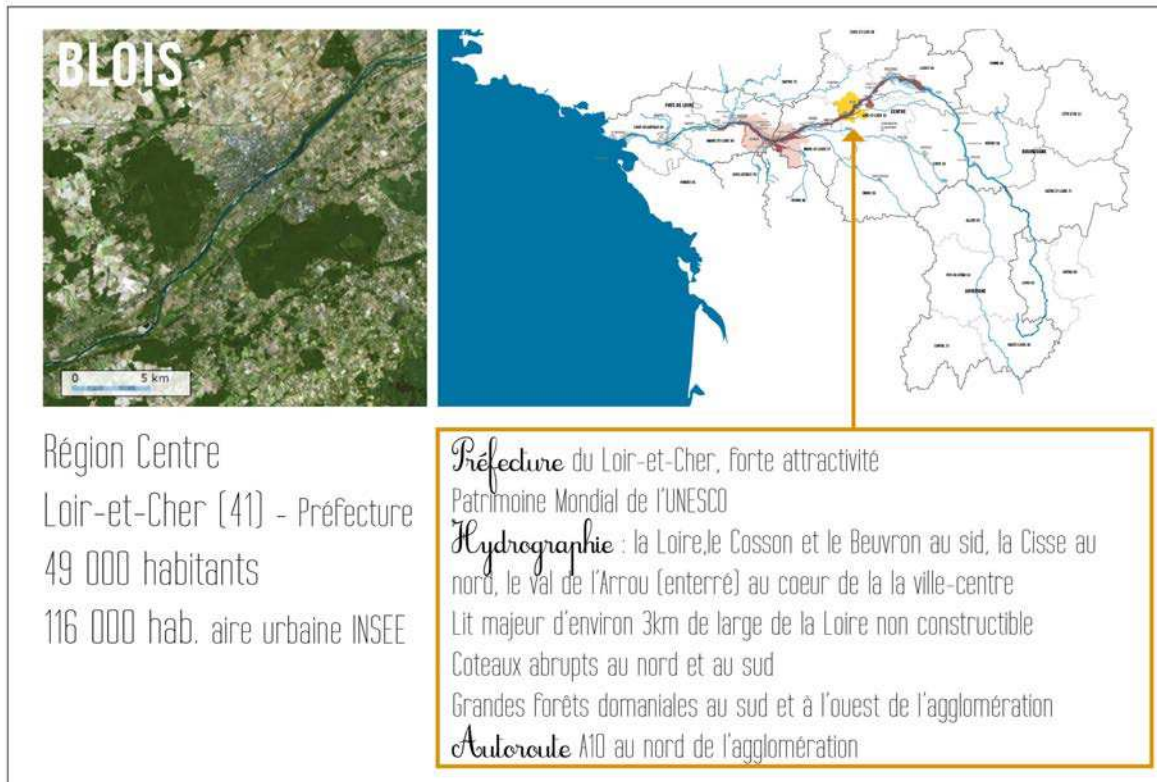 BLOIS
0 5 km
PAYS DE LOIRE
CENTRE
BOURGOGNE
AUVERGNE
Région Centre
Loir-et-Cher (41) - Préfecture
49 000 habitants
116 000 hab. aire urbaine INSEE
Préfecture du Loir-et-Cher, forte attractivité
Patrimoine Mondial de l'UNESCO
Hydrographie : la Loire,le Cosson et le Beuvron au sid, la Cisse au
nord, le val de l'Arrou (enterré) au coeur de la la ville-centre
Lit majeur d'environ 3km de large de la Loire non constructible
Coteaux abrupts au nord et au sud
Grandes forêts domaniales au sud et à l'ouest de l'agglomération
Autoroute A10 au nord de l'agglomération